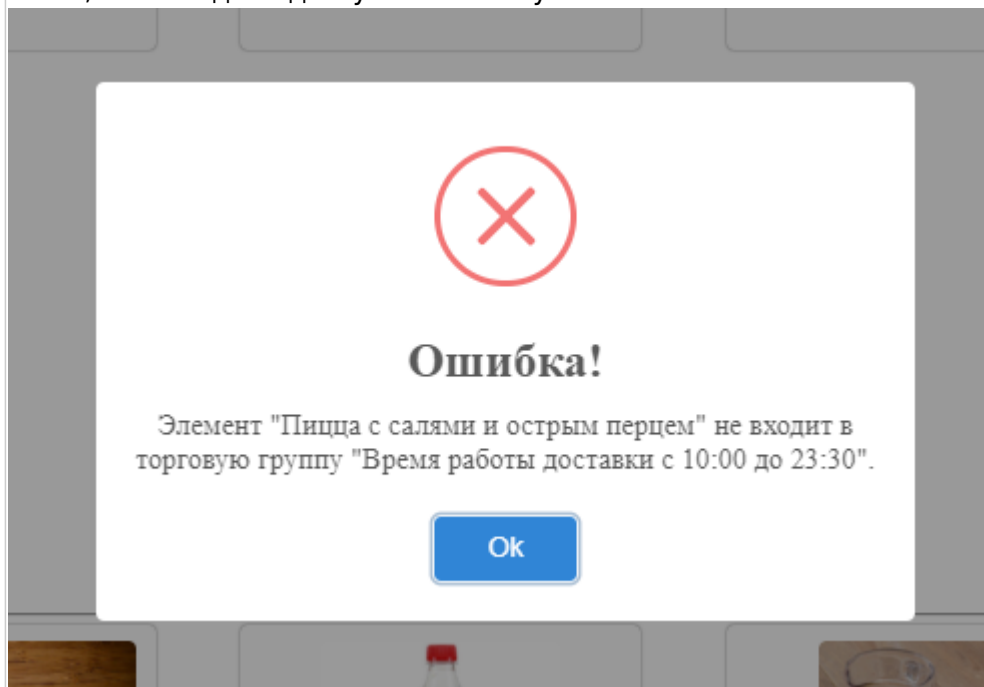 Ошибка!
Элемент "Пицца с салями и острым перцем" не входит в
торговую группу "Время работы доставки с 10:00 до 23:30".
Ok